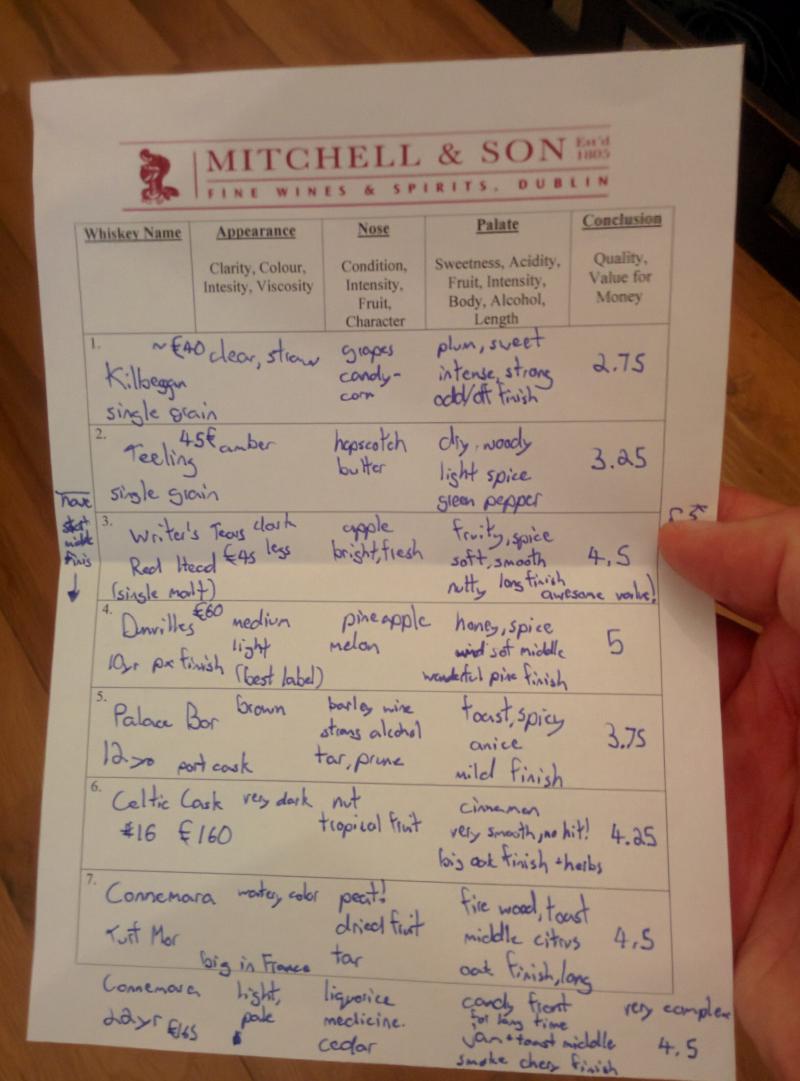 MITCHELL & SON Est'd 1805
FINE WINES & SPIRITS, DUBLIN
Whiskey Name Appearance Nose Palate Conclusion
Clarity, Colour, Condition, Sweetness, Acidity, Quality,
Intesity, Viscosity Intensity, Fruit, Intensity, Value for
Fruit, Body, Alcohol, Money
Character Length
1. ~€40 clear, straw grapes plum, sweet 2.75
Kilbeggan candy- intense, strong
single grain corn odd/off finish
2. 45€ amber hopscotch dry, woody 3.25
Teeling butter light spice
single grain green pepper
3. Writer's Tears dark apple fruity, spice 4.5
Red Head €45 legs bright, fresh soft, smooth
(single malt) nutty long finish awesome value!
have
start
middle
finis
4. Dunvilles €60 medium pineapple honey, spice 5
light melon soft middle
10yr px finish (best label) wonderful pine finish
5. Palace Bar brown barley wine toast, spicy 3.75
strong alcohol anice
12yo port cask tar, prune mild finish
6. Celtic Cask very dark nut cinnamon 4.25
#16 €160 tropical fruit very smooth, no hit!
big oak finish + herbs
7. Connemara watery color peat! fire wood, toast 4.5
Turf Mor dried fruit middle citrus
big in France tar oak finish, long
Connemara light, liquorice candy front very complex
22yr €165 pale medicine. for long time 4.5
cedar toast middle
smoke finish